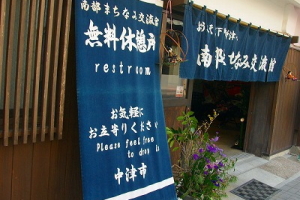 南部まちなみ交流館
無料休憩所
restroom
お気軽に
お立寄りください
Please feel free
to drop in
中津市
南部まちなみ交流館